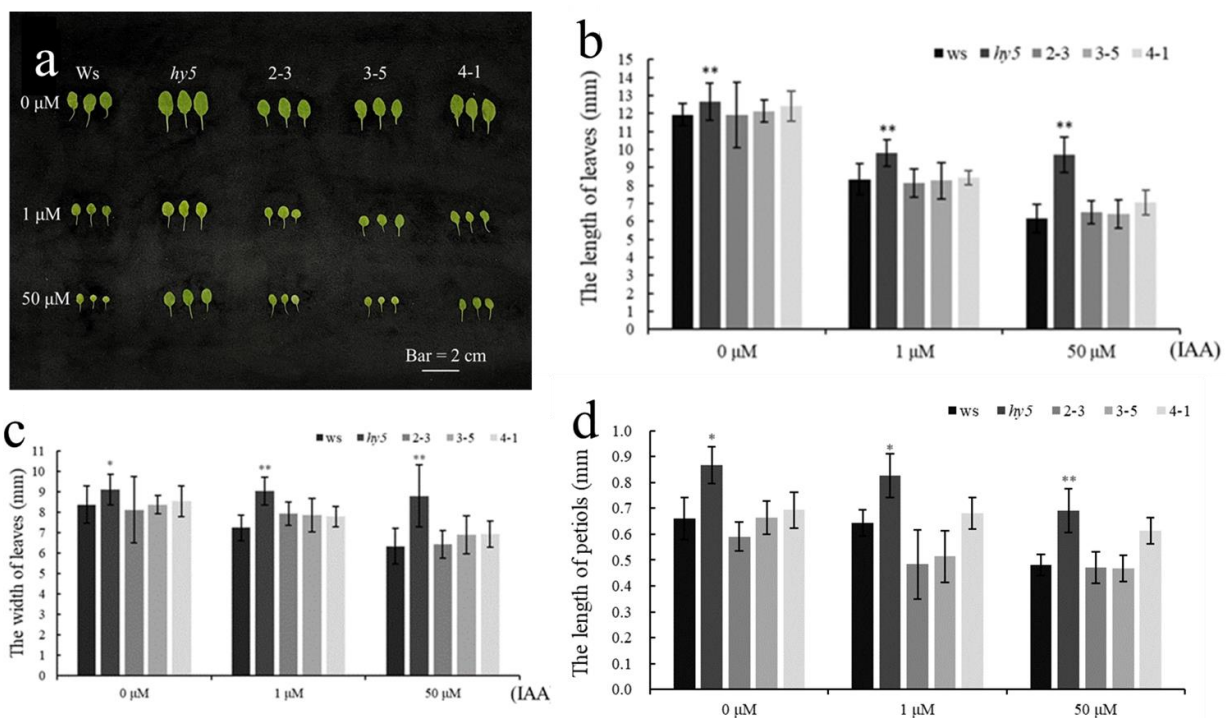 a
Ws hy5 2-3 3-5 4-1
0 μM
1 μM
50 μM
Bar = 2 cm
b
ws hy5 2-3 3-5 4-1
The length of leaves (mm)
15
14
13
12
11
10
9
8
7
6
5
4
3
2
1
0
** ** **
0 μM 1 μM 50 μM (IAA)
c
ws hy5 2-3 3-5 4-1
The width of leaves (mm)
11
10
9
8
7
6
5
4
3
2
1
0
* ** **
0 μM 1 μM 50 μM (IAA)
d
ws hy5 2-3 3-5 4-1
The length of petiols (mm
1.0
0.9
0.8
0.7
0.6
0.5
0.4
0.3
0.2
0.1
0.0
* * **
0 μM 1 μM 50 μM